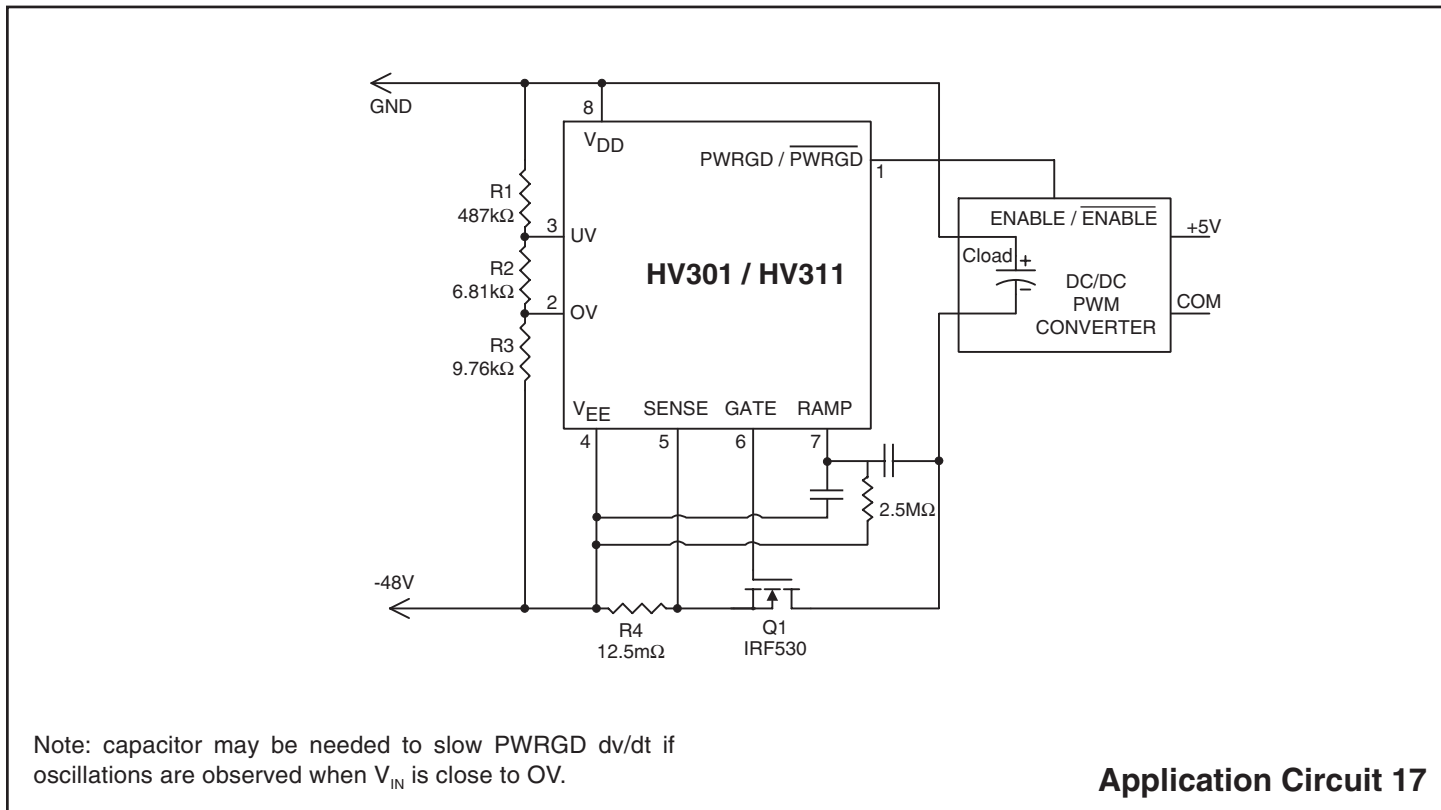 GND
8
VDD
PWRGD / PWRGD
1
R1
487kΩ
3
UV
ENABLE / ENABLE
+5V
HV301 / HV311
Cload
+
R2
6.81kΩ
2
OV
-
DC/DC
PWM
CONVERTER
COM
R3
9.76kΩ
VEE
SENSE
GATE
RAMP
4
5
6
7
2.5MΩ
-48V
R4
12.5mΩ
Q1
IRF530
Note: capacitor may be needed to slow PWRGD dv/dt if
oscillations are observed when VIN is close to OV.
Application Circuit 17